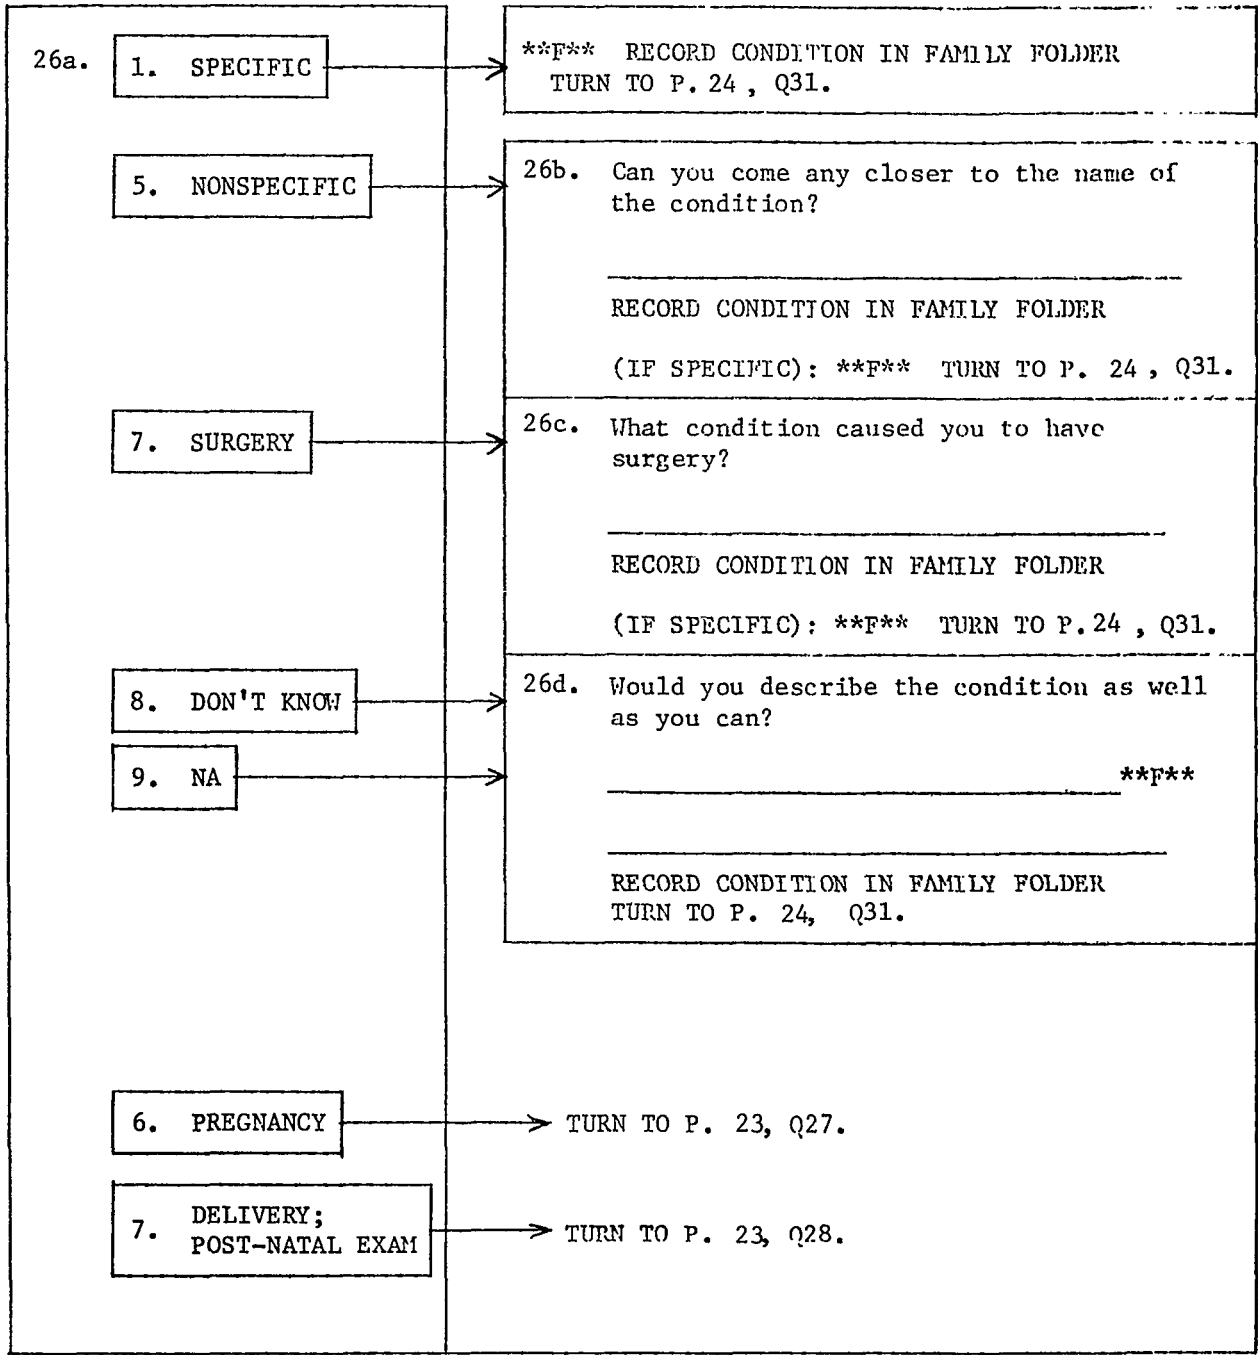 26a. 1. SPECIFIC
**F** RECORD CONDITION IN FAMILY FOLDER
TURN TO P. 24 , Q31.
5. NONSPECIFIC
26b. Can you come any closer to the name of
the condition?
RECORD CONDITION IN FAMILY FOLDER
(IF SPECIFIC): **F** TURN TO P. 24 , Q31.
7. SURGERY
26c. What condition caused you to have
surgery?
RECORD CONDITION IN FAMILY FOLDER
(IF SPECIFIC): **F** TURN TO P. 24 , Q31.
8. DON'T KNOW
9. NA
26d. Would you describe the condition as well
as you can?
**F**
RECORD CONDITION IN FAMILY FOLDER
TURN TO P. 24, Q31.
6. PREGNANCY
TURN TO P. 23, Q27.
7. DELIVERY;
POST-NATAL EXAM
TURN TO P. 23, Q28.